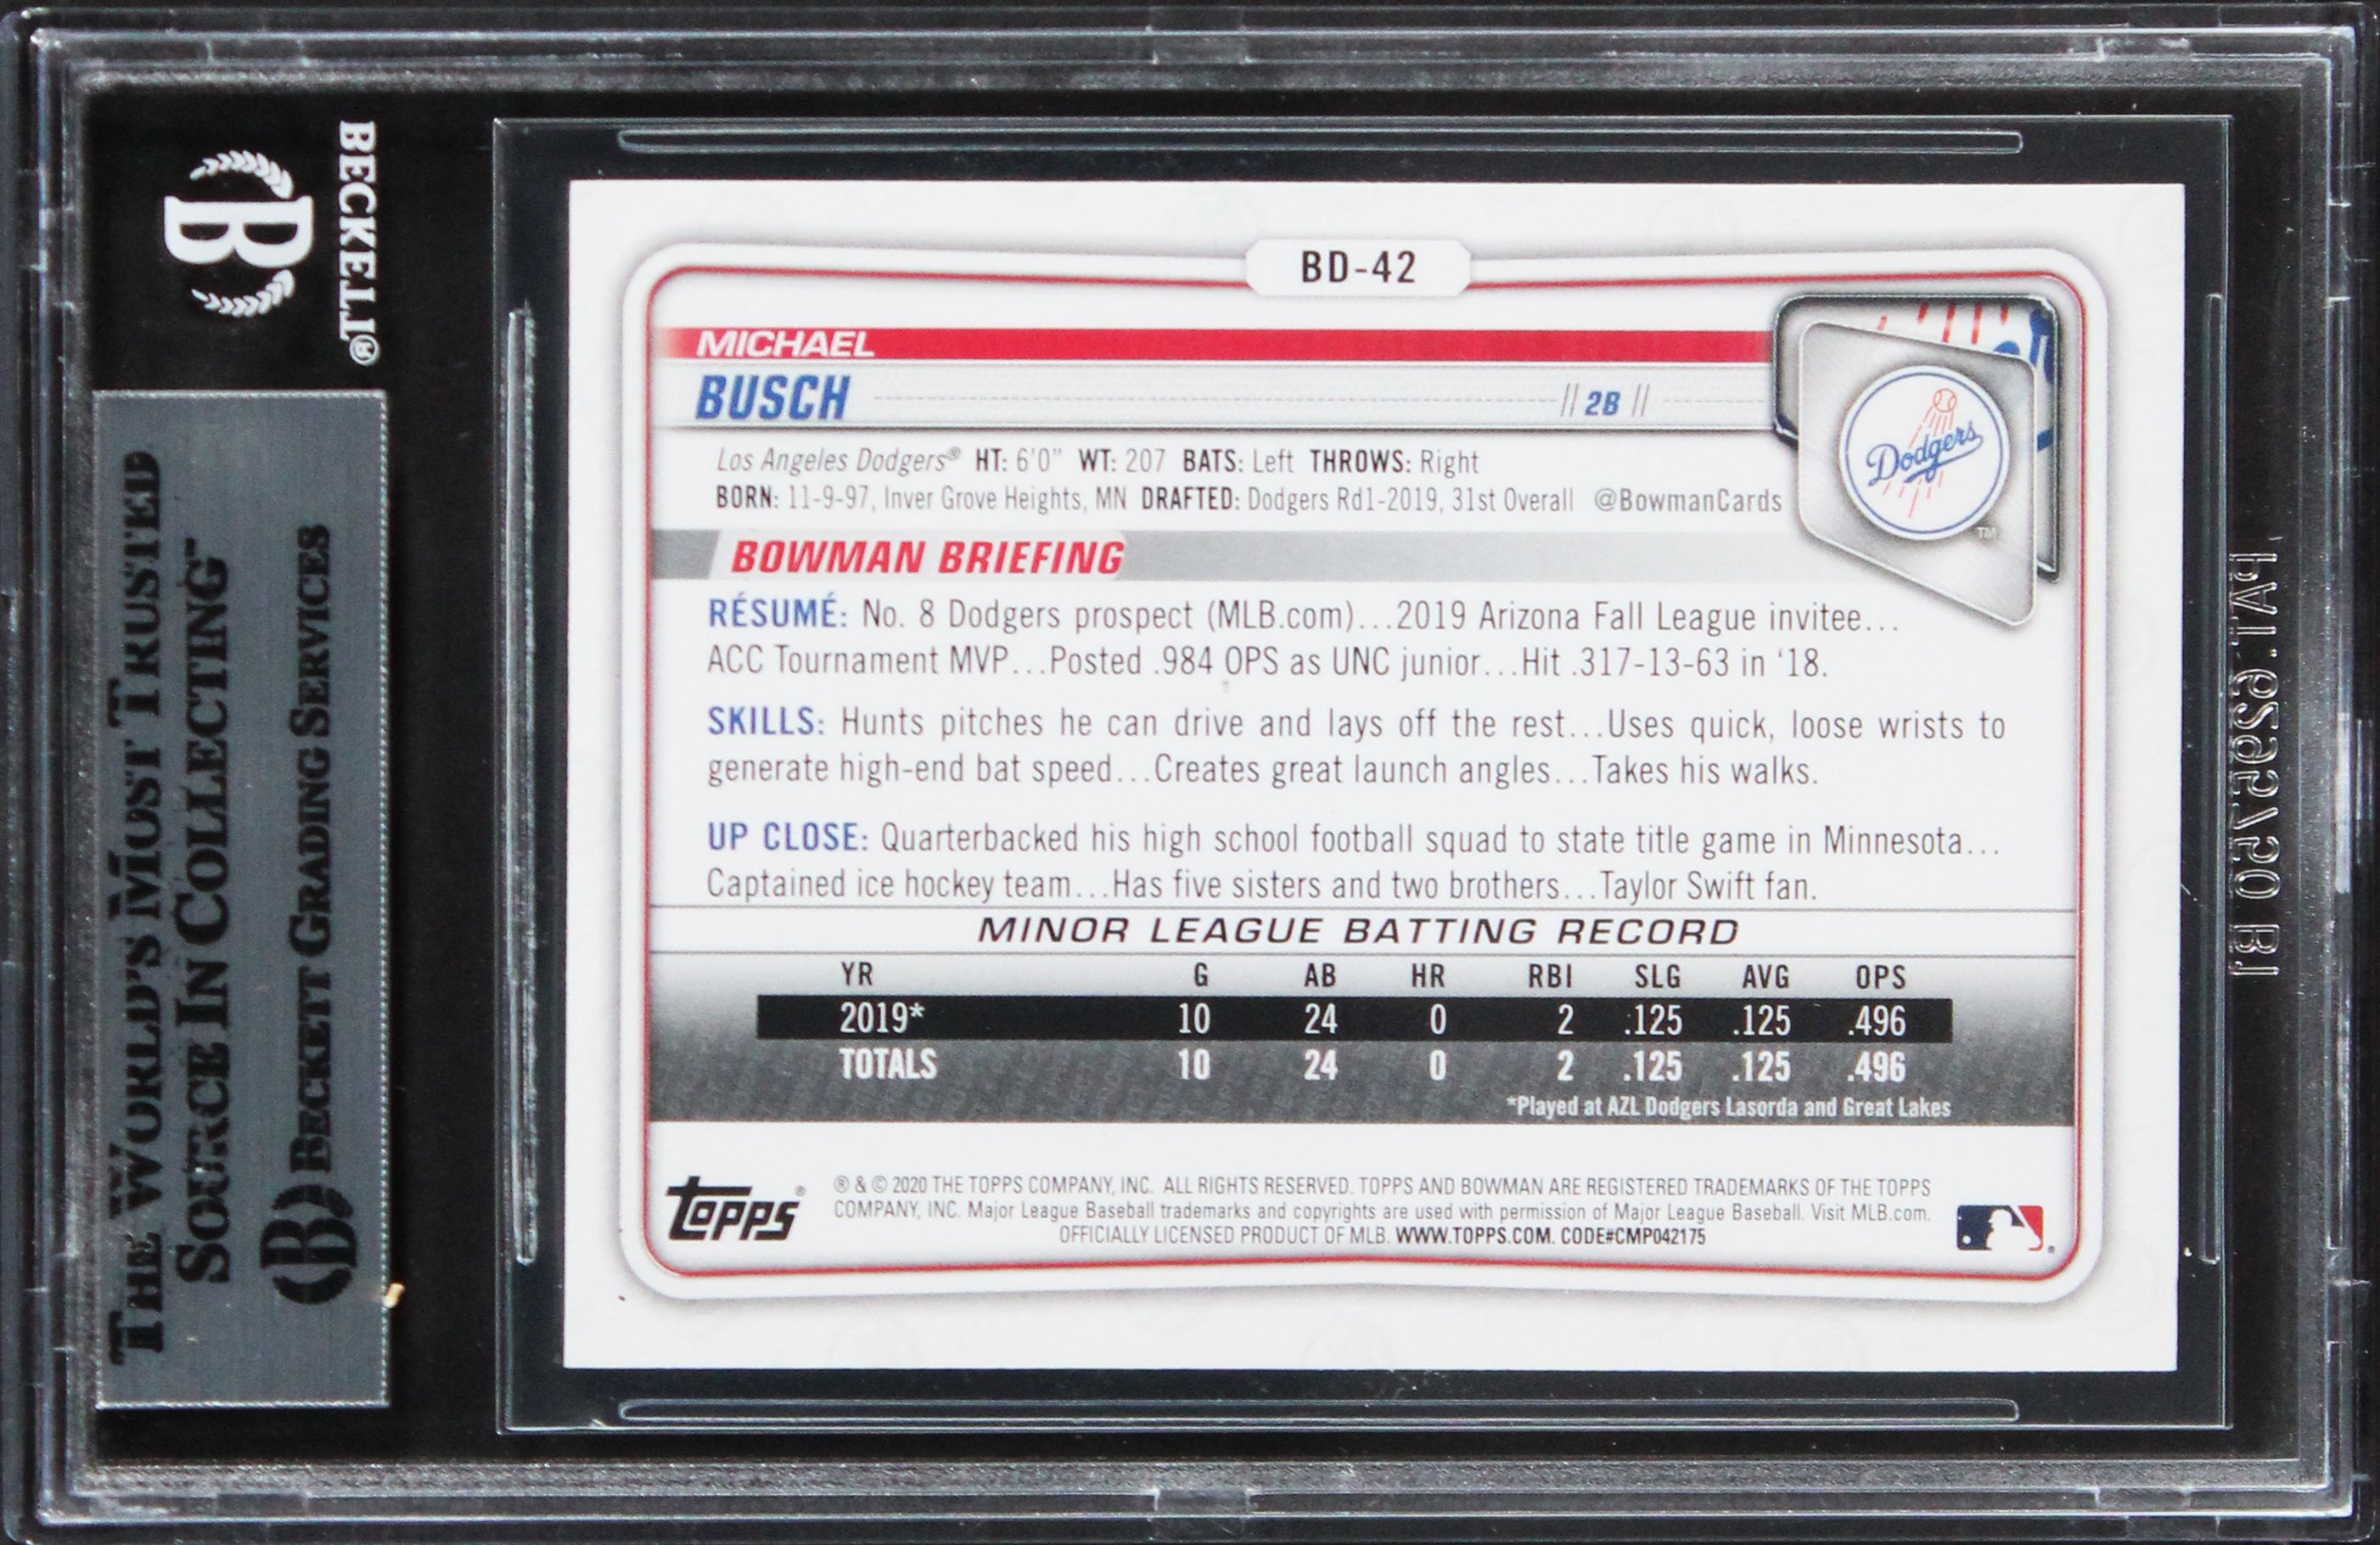 BECKETT®
B
THE WORLD'S MOST TRUSTED
SOURCE IN COLLECTING™
BECKETT GRADING SERVICES
BD-42
MICHAEL
BUSCH // 2B //
Los Angeles Dodgers® HT: 6'0" WT: 207 BATS: Left THROWS: Right
BORN: 11-9-97, Inver Grove Heights, MN DRAFTED: Dodgers Rd1-2019, 31st Overall @BowmanCards
Dodgers
TM
BOWMAN BRIEFING
RÉSUMÉ: No. 8 Dodgers prospect (MLB.com)...2019 Arizona Fall League invitee...
ACC Tournament MVP...Posted .984 OPS as UNC junior...Hit .317-13-63 in ‘18.
SKILLS: Hunts pitches he can drive and lays off the rest...Uses quick, loose wrists to
generate high-end bat speed...Creates great launch angles...Takes his walks.
UP CLOSE: Quarterbacked his high school football squad to state title game in Minnesota...
Captained ice hockey team...Has five sisters and two brothers...Taylor Swift fan.
MINOR LEAGUE BATTING RECORD
YR G AB HR RBI SLG AVG OPS
2019* 10 24 0 2 .125 .125 .496
TOTALS 10 24 0 2 .125 .125 .496
*Played at AZL Dodgers Lasorda and Great Lakes
topps®
® & © 2020 THE TOPPS COMPANY, INC. ALL RIGHTS RESERVED. TOPPS AND BOWMAN ARE REGISTERED TRADEMARKS OF THE TOPPS
COMPANY, INC. Major League Baseball trademarks and copyrights are used with permission of Major League Baseball. Visit MLB.com.
OFFICIALLY LICENSED PRODUCT OF MLB. WWW.TOPPS.COM. CODE#CMP042175